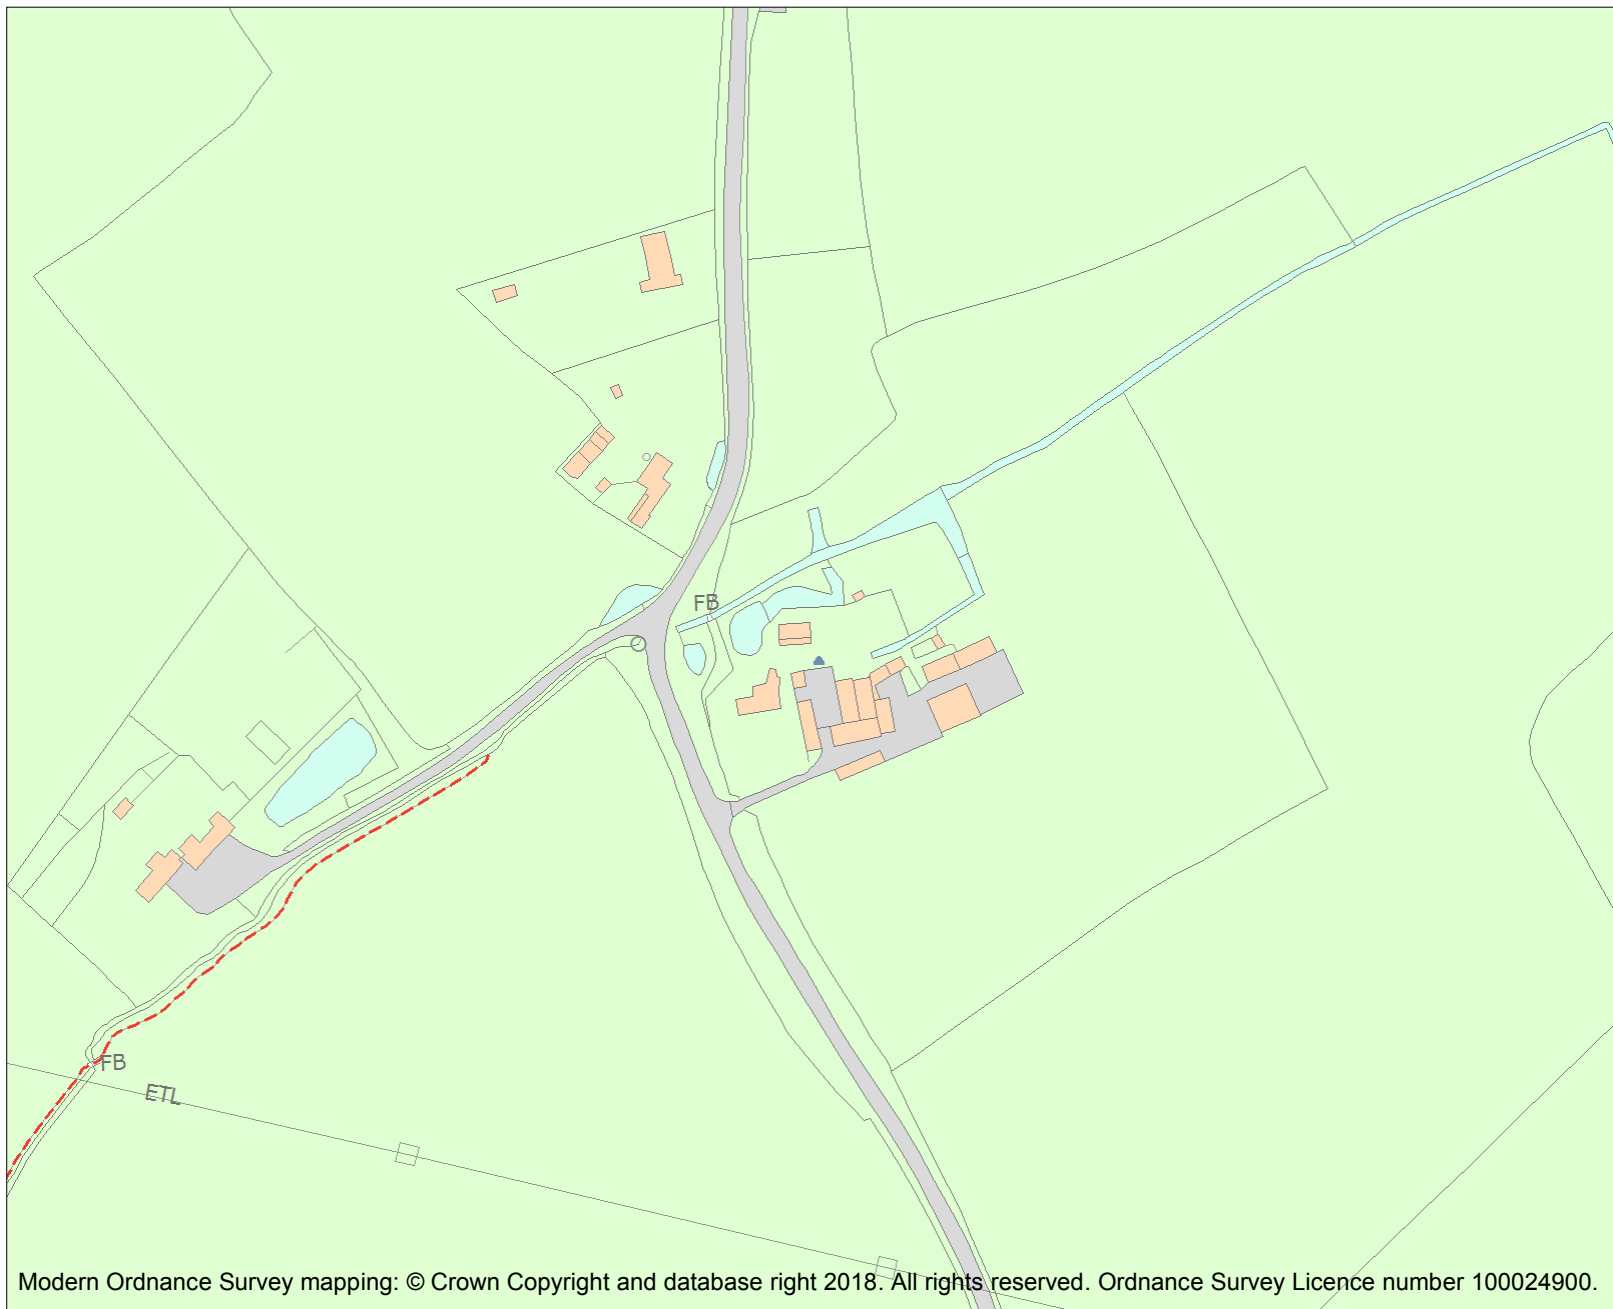 FB
FB
ETL
Modern Ordnance Survey mapping: © Crown Copyright and database right 2018. All rights reserved. Ordnance Survey Licence number 100024900.